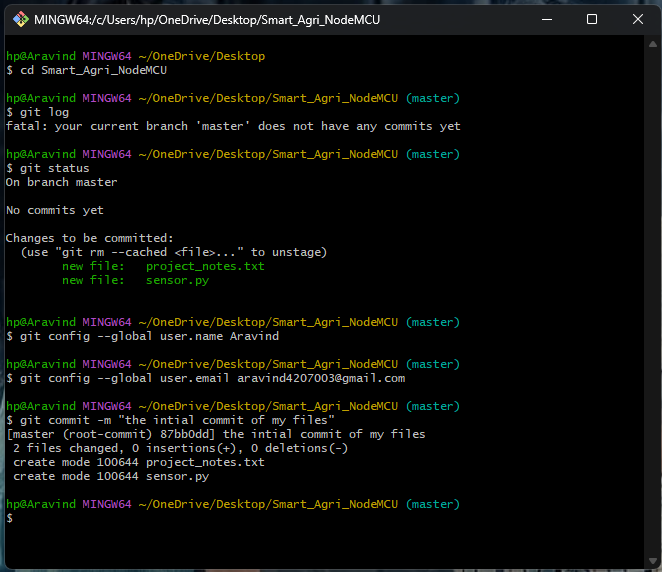 MINGW64:/c/Users/hp/OneDrive/Desktop/Smart_Agri_NodeMCU
hp@Aravind MINGW64 ~/OneDrive/Desktop
$ cd Smart_Agri_NodeMCU
hp@Aravind MINGW64 ~/OneDrive/Desktop/Smart_Agri_NodeMCU (master)
$ git log
fatal: your current branch 'master' does not have any commits yet
hp@Aravind MINGW64 ~/OneDrive/Desktop/Smart_Agri_NodeMCU (master)
$ git status
On branch master
No commits yet
Changes to be committed:
  (use "git rm --cached <file>..." to unstage)
        new file:   project_notes.txt
        new file:   sensor.py
hp@Aravind MINGW64 ~/OneDrive/Desktop/Smart_Agri_NodeMCU (master)
$ git config --global user.name Aravind
hp@Aravind MINGW64 ~/OneDrive/Desktop/Smart_Agri_NodeMCU (master)
$ git config --global user.email aravind4207003@gmail.com
hp@Aravind MINGW64 ~/OneDrive/Desktop/Smart_Agri_NodeMCU (master)
$ git commit -m "the intial commit of my files"
[master (root-commit) 87bb0dd] the intial commit of my files
 2 files changed, 0 insertions(+), 0 deletions(-)
 create mode 100644 project_notes.txt
 create mode 100644 sensor.py
hp@Aravind MINGW64 ~/OneDrive/Desktop/Smart_Agri_NodeMCU (master)
$